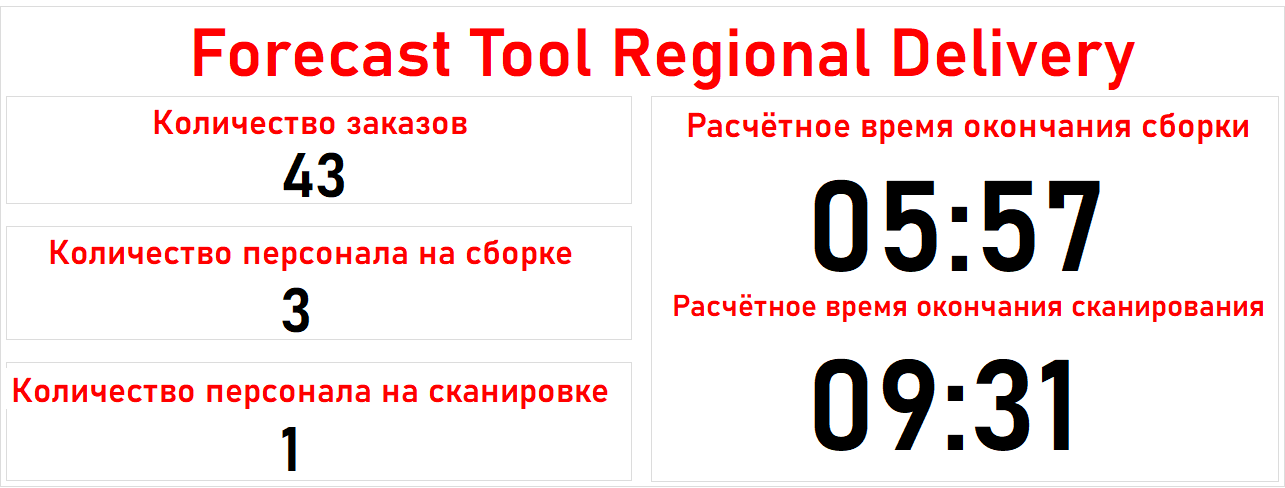 Forecast Tool Regional Delivery
Количество заказов
43
Количество персонала на сборке
3
Количество персонала на сканировке
1
Расчётное время окончания сборки
05:57
Расчётное время окончания сканирования
09:31